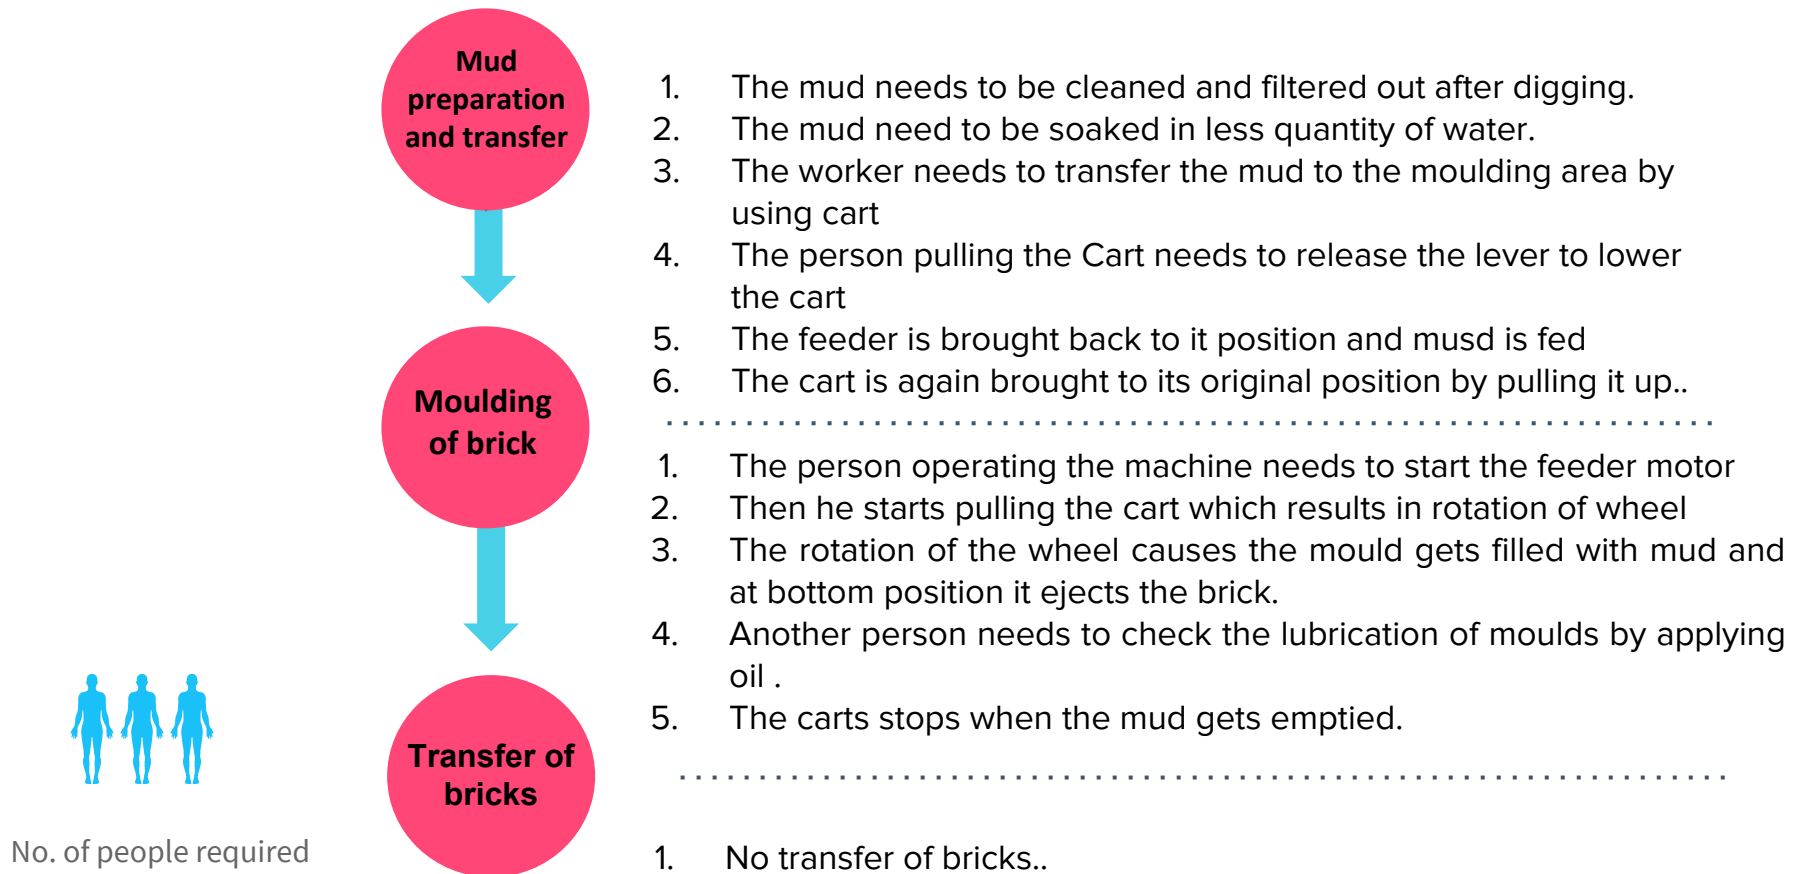 Mud
preparation
and transfer
1. The mud needs to be cleaned and filtered out after digging.
2. The mud need to be soaked in less quantity of water.
3. The worker needs to transfer the mud to the moulding area by
using cart
4. The person pulling the Cart needs to release the lever to lower
the cart
5. The feeder is brought back to it position and musd is fed
6. The cart is again brought to its original position by pulling it up..
Moulding
of brick
1. The person operating the machine needs to start the feeder motor
2. Then he starts pulling the cart which results in rotation of wheel
3. The rotation of the wheel causes the mould gets filled with mud and
at bottom position it ejects the brick.
4. Another person needs to check the lubrication of moulds by applying
oil .
5. The carts stops when the mud gets emptied.
Transfer of
bricks
1. No transfer of bricks..
No. of people required